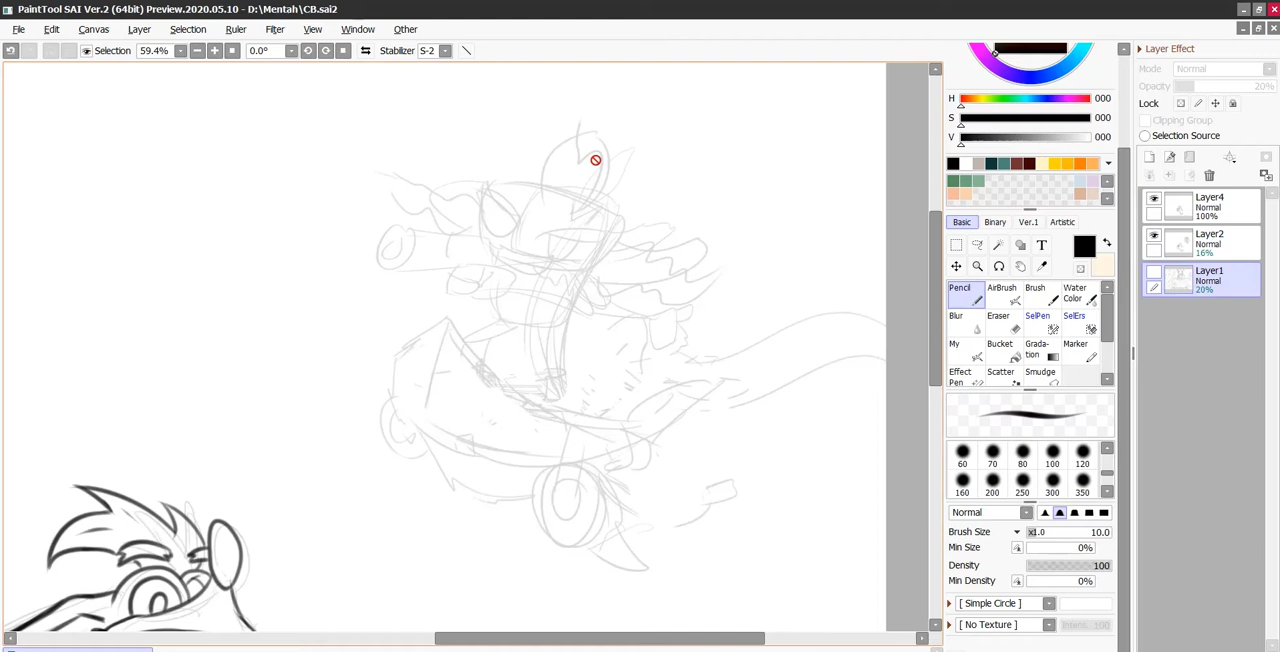 PaintTool SAI Ver.2 (64bit) Preview.2020.05.10 - D:\Mentah\CB.sai2
File Edit Canvas Layer Selection Ruler Filter View Window Other
Selection 59.4% 0.0° Stabilizer S-2
Layer Effect
Mode Normal
Opacity 20%
Lock
Clipping Group
Selection Source
H 000
S 000
V 000
Basic Binary Ver.1 Artistic
T
Pencil AirBrush Brush Water Color
Blur Eraser SelPen SelErs
My Bucket Grada-tion Marker
Effect Pen Scatter Smudge
60 70 80 100 120
160 200 250 300 350
Normal
Brush Size x1.0 10.0
Min Size 0%
Density 100
Min Density 0%
[ Simple Circle ]
[ No Texture ] Intens 100
Layer4
Normal
100%
Layer2
Normal
16%
Layer1
Normal
20%